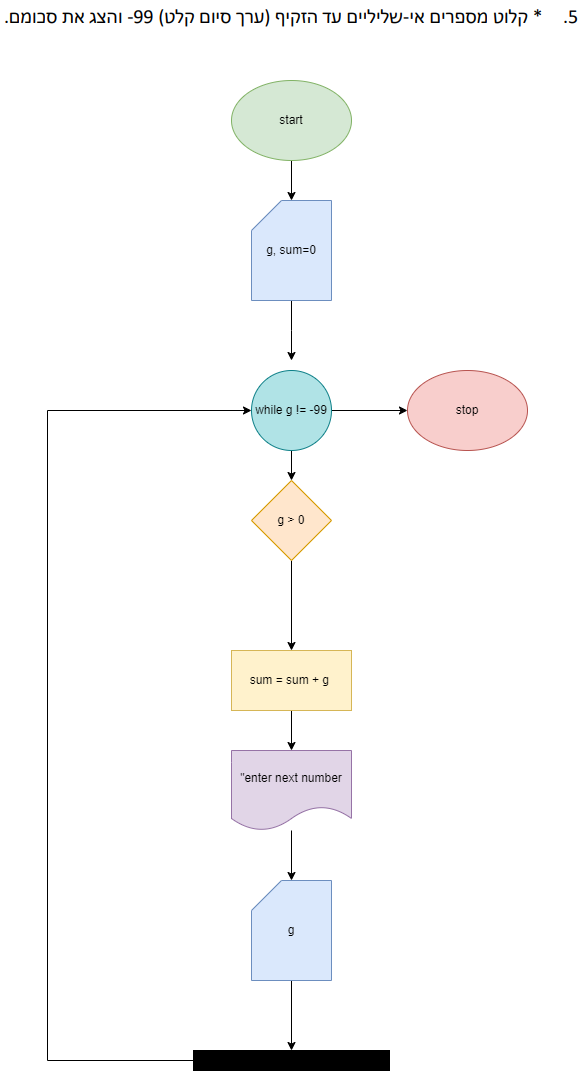 5. * קלוט מספרים אי-שליליים עד הזקיף (ערך סיום קלט) 99- והצג את סכומם.
start
g, sum=0
while g != -99
stop
g > 0
sum = sum + g
"enter next number
g